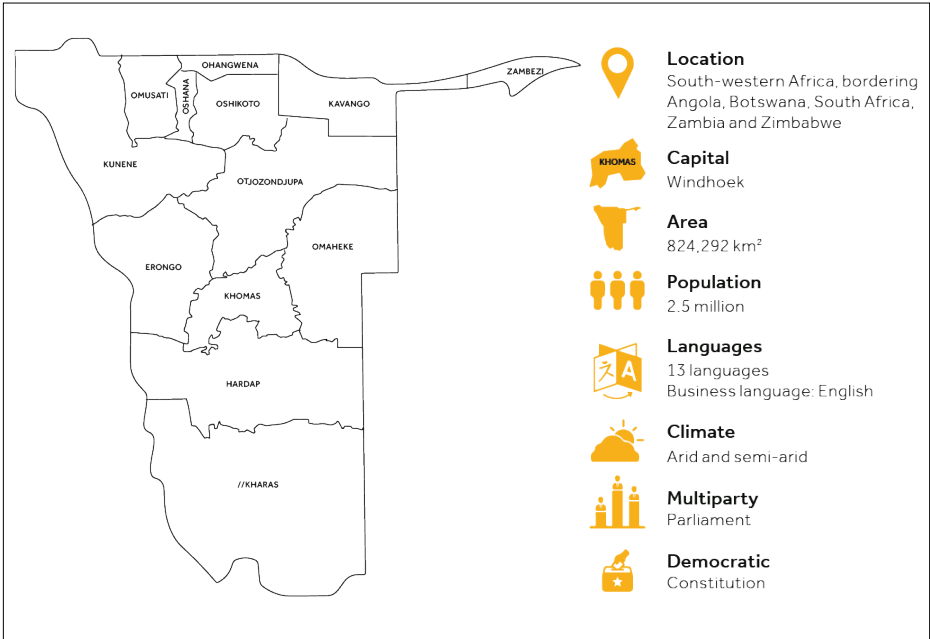 OHANGWENA
ZAMBEZI
OMUSATI
OSHANA
OSHIKOTO
KAVANGO
KUNENE
OTJOZONDJUPA
OMAHEKE
ERONGO
KHOMAS
HARDAP
//KHARAS
Location
South-western Africa, bordering
Angola, Botswana, South Africa,
Zambia and Zimbabwe
KHOMAS
Capital
Windhoek
Area
824,292 km²
Population
2.5 million
A
Languages
13 languages
Business language: English
Climate
Arid and semi-arid
Multiparty
Parliament
Democratic
Constitution